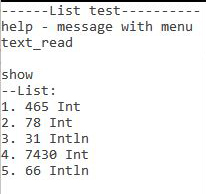 ------List test----------
help - message with menu
text_read

show
--List:
1. 465 Int
2. 78 Int
3. 31 Intln
4. 7430 Int
5. 66 Intln